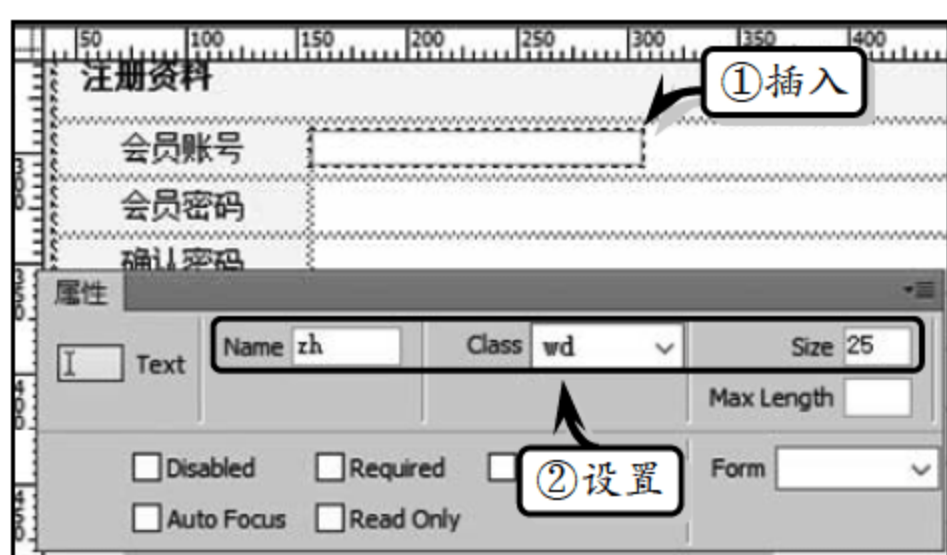 50 100 150 200 250 300 350 400
注册资料
①插入
会员账号
会员密码
确认密码
属性
Text
Name zh
Class wd
Size 25
Max Length
Disabled
Required
Form
②设置
Auto Focus
Read Only